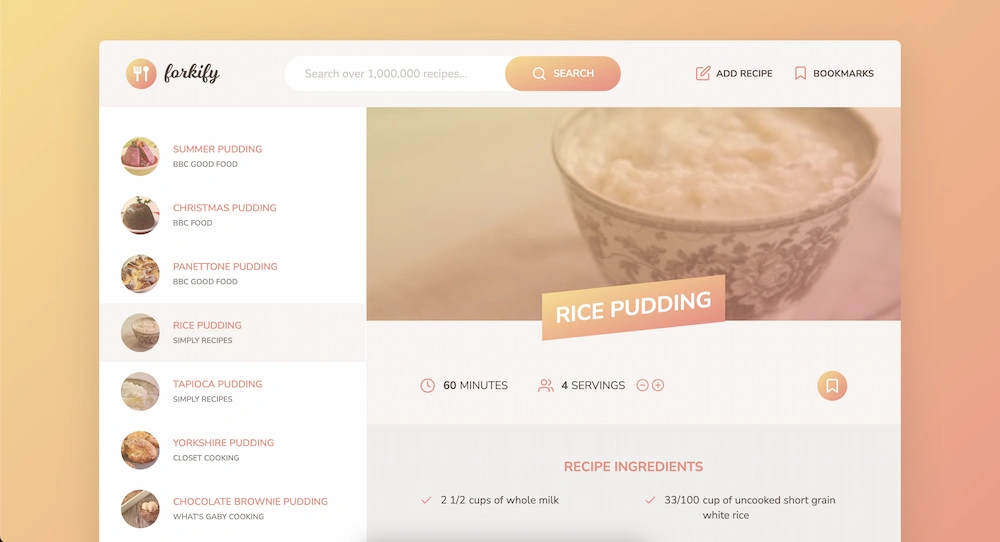 forkify
Search over 1,000,000 recipes...
SEARCH
ADD RECIPE
BOOKMARKS
SUMMER PUDDING
BBC GOOD FOOD
CHRISTMAS PUDDING
BBC FOOD
PANETTONE PUDDING
BBC GOOD FOOD
RICE PUDDING
SIMPLY RECIPES
TAPIOCA PUDDING
SIMPLY RECIPES
YORKSHIRE PUDDING
CLOSET COOKING
CHOCOLATE BROWNIE PUDDING
WHAT'S GABY COOKING
RICE PUDDING
60 MINUTES
4 SERVINGS
RECIPE INGREDIENTS
2 1/2 cups of whole milk
33/100 cup of uncooked short grain
white rice